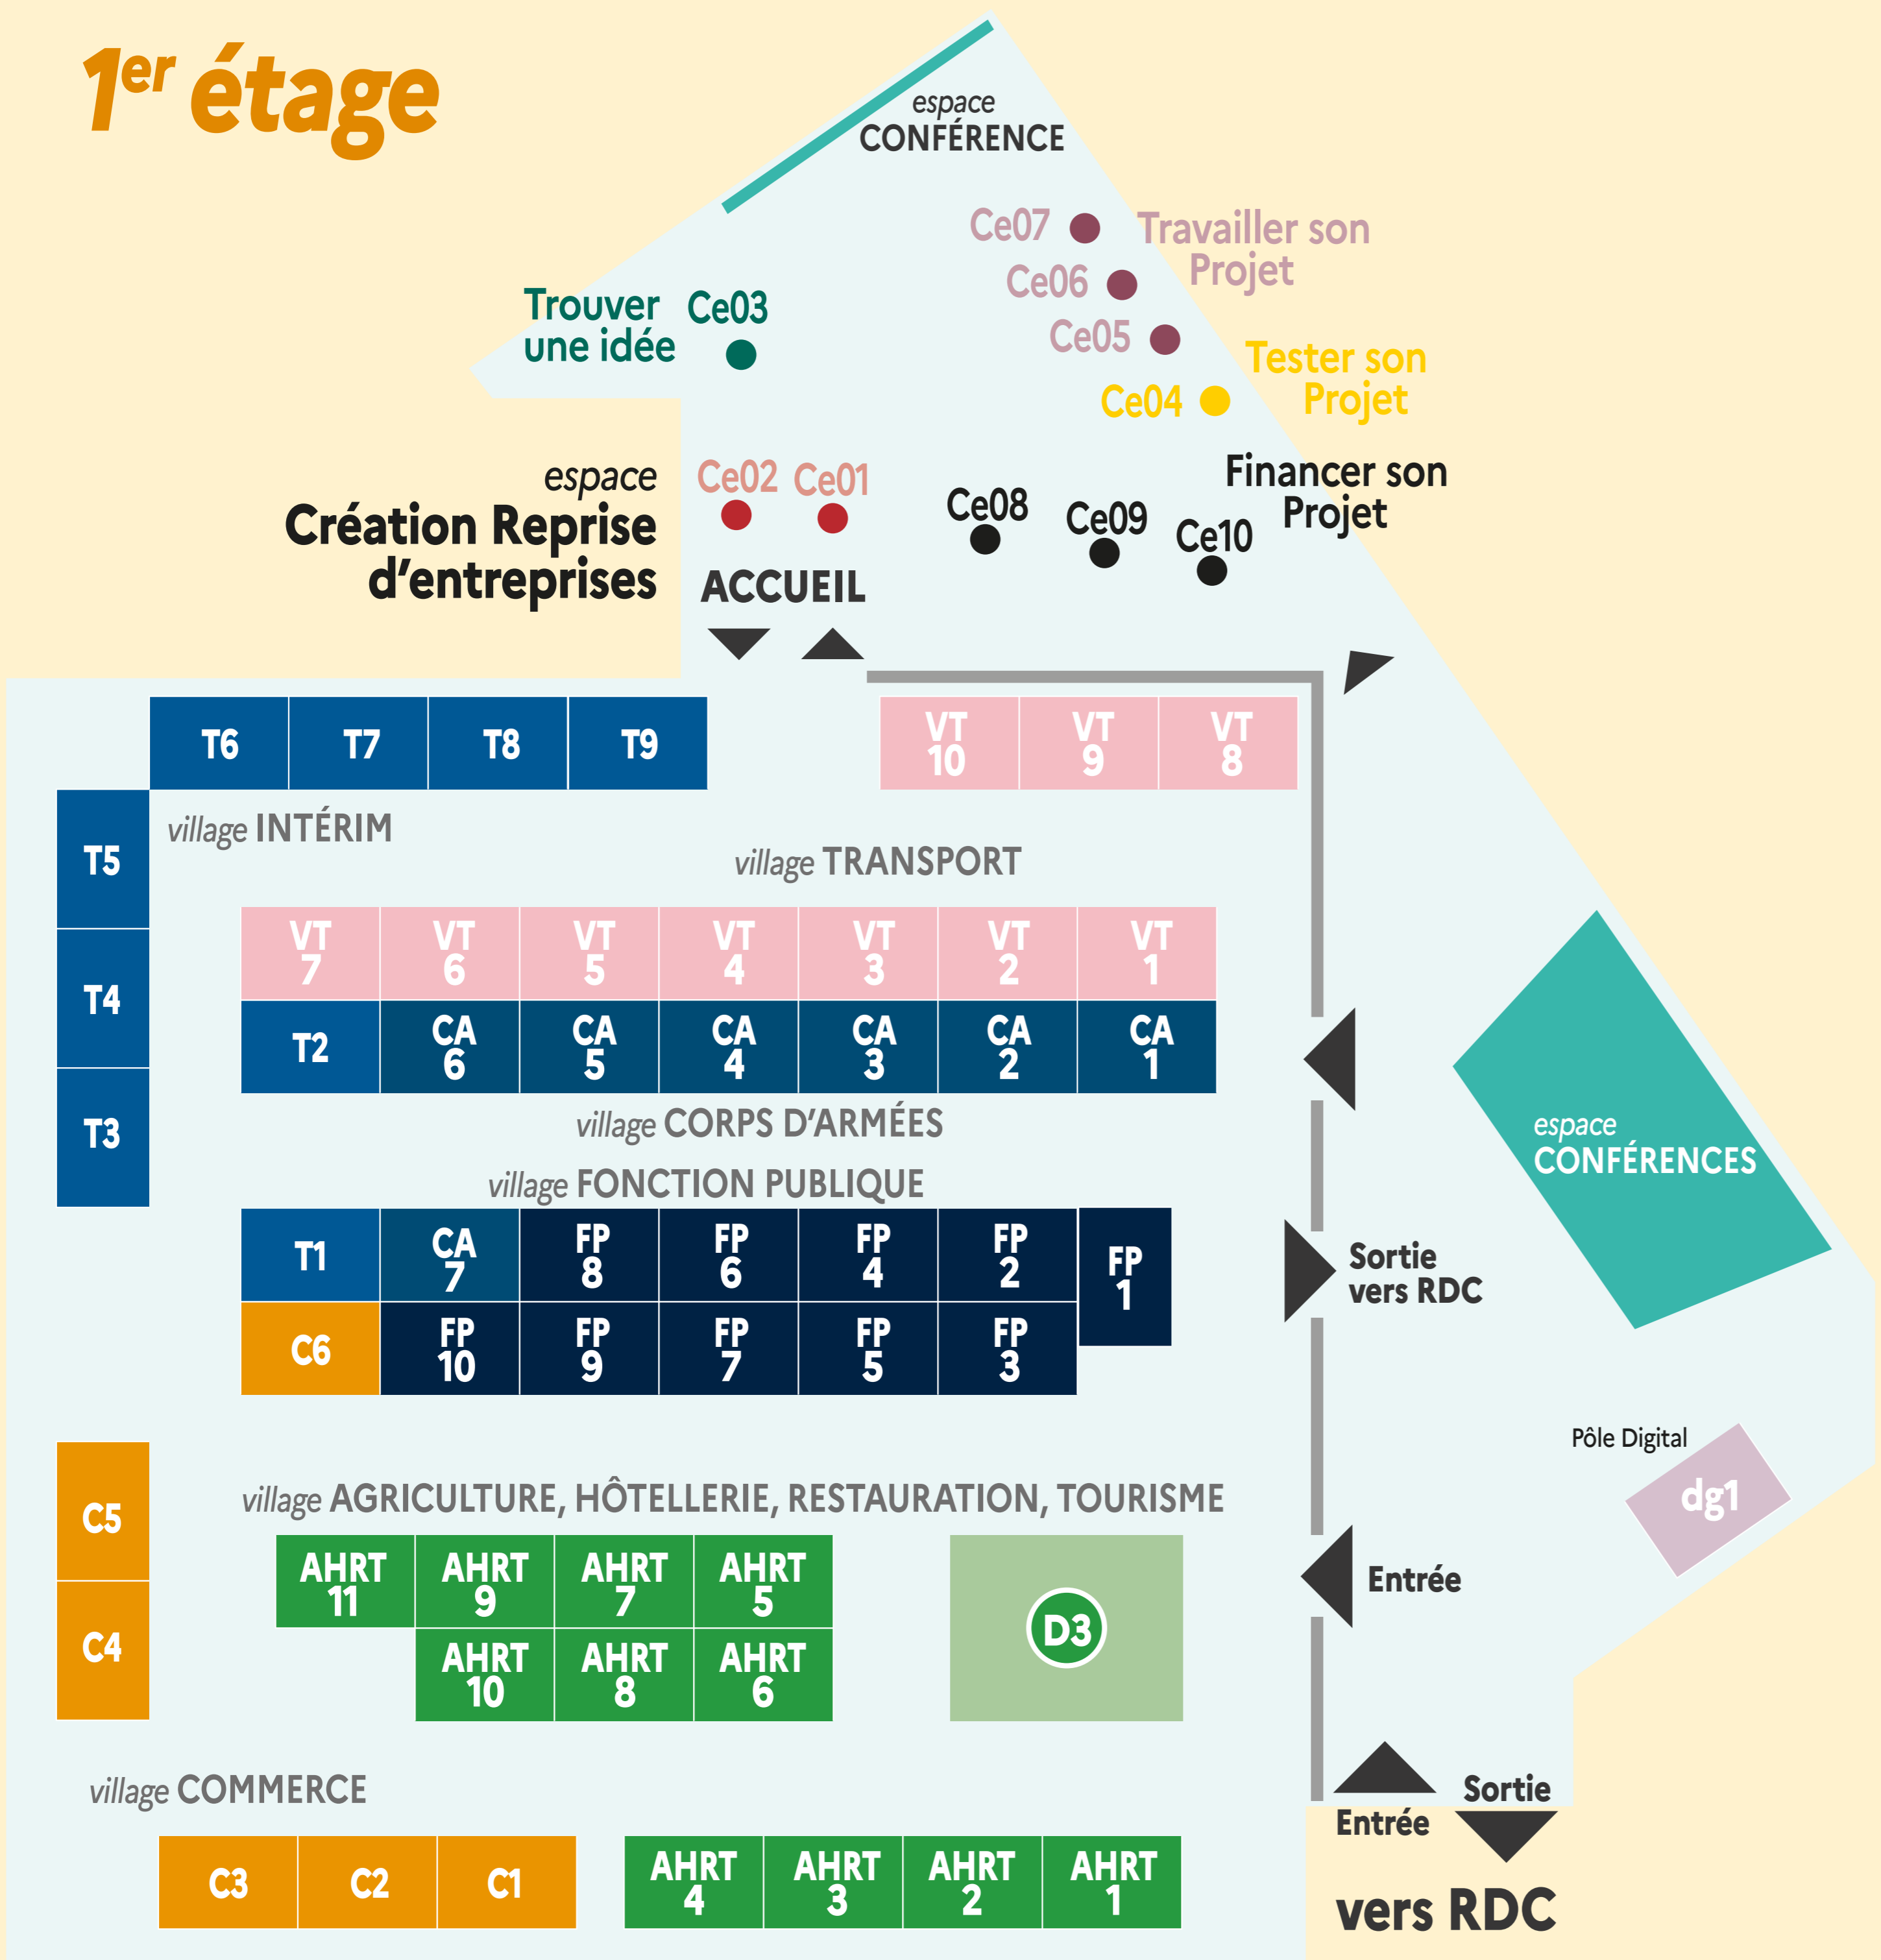 1er étage
espace
CONFÉRENCE
Ce07
Travailler son
Projet
Ce06
Ce05
Trouver
une idée
Ce03
Tester son
Projet
Ce04
Financer son
Projet
espace
Création Reprise
d’entreprises
Ce02
Ce01
Ce08
Ce09
Ce10
ACCUEIL
T6
T7
T8
T9
VT
10
VT
9
VT
8
village INTÉRIM
T5
T4
T3
village TRANSPORT
VT
7
VT
6
VT
5
VT
4
VT
3
VT
2
VT
1
T2
CA
6
CA
5
CA
4
CA
3
CA
2
CA
1
village CORPS D’ARMÉES
village FONCTION PUBLIQUE
T1
CA
7
FP
8
FP
6
FP
4
FP
2
FP
1
C6
FP
10
FP
9
FP
7
FP
5
FP
3
espace
CONFÉRENCES
Sortie
vers RDC
Pôle Digital
dg1
C5
C4
village AGRICULTURE, HÔTELLERIE, RESTAURATION, TOURISME
AHRT
11
AHRT
9
AHRT
7
AHRT
5
AHRT
10
AHRT
8
AHRT
6
D3
Entrée
village COMMERCE
C3
C2
C1
AHRT
4
AHRT
3
AHRT
2
AHRT
1
Entrée
Sortie
vers RDC